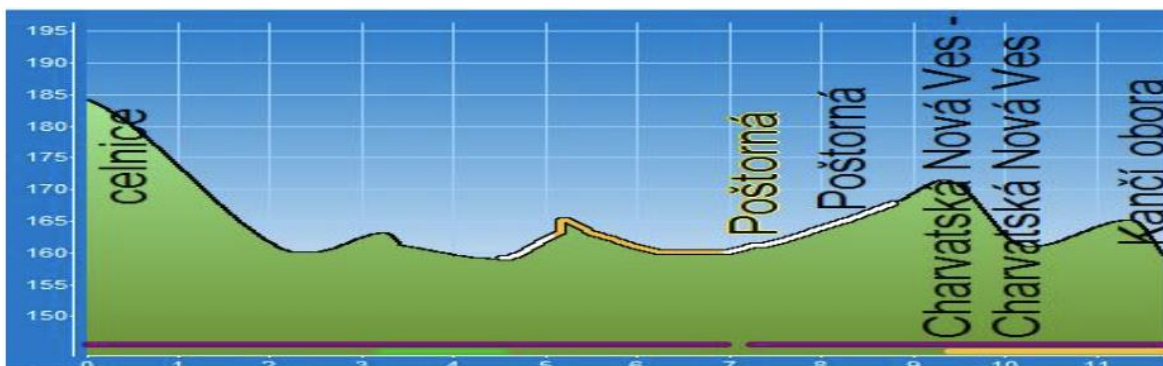 195
190
185
180
175
170
165
160
155
150
celnice
Poštorná
Poštorná
Charvatská Nová Ves -
Charvatská Nová Ves
Kančí obora
0 1 2 3 4 5 6 7 8 9 10 11